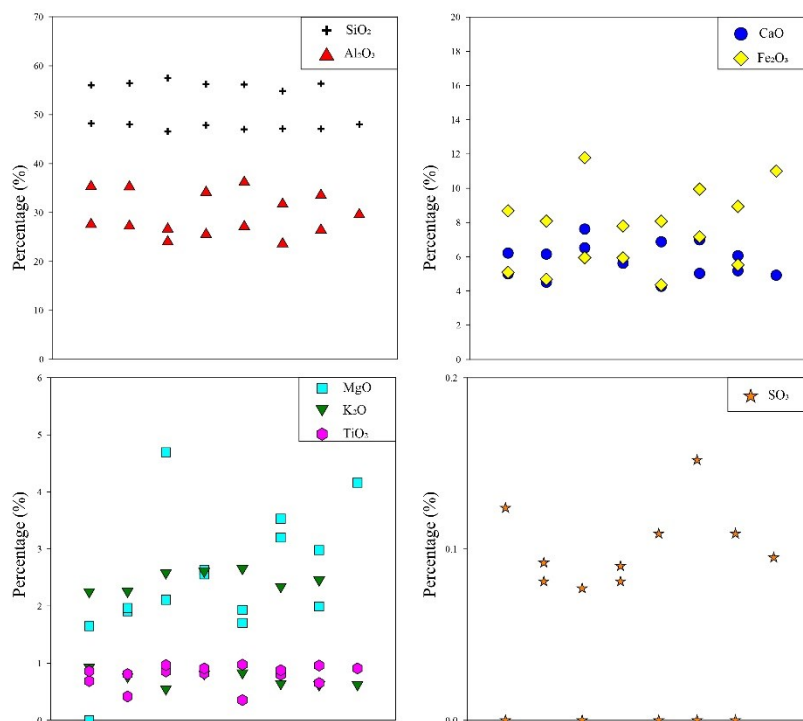 70
60
50
40
30
20
10
0
Percentage (%)
SiO₂
Al₂O₃
20
18
16
14
12
10
8
6
4
2
0
Percentage (%)
CaO
Fe₂O₃
6
5
4
3
2
1
0
Percentage (%)
MgO
K₂O
TiO₂
0.2
0.1
0.0
Percentage (%)
SO₃